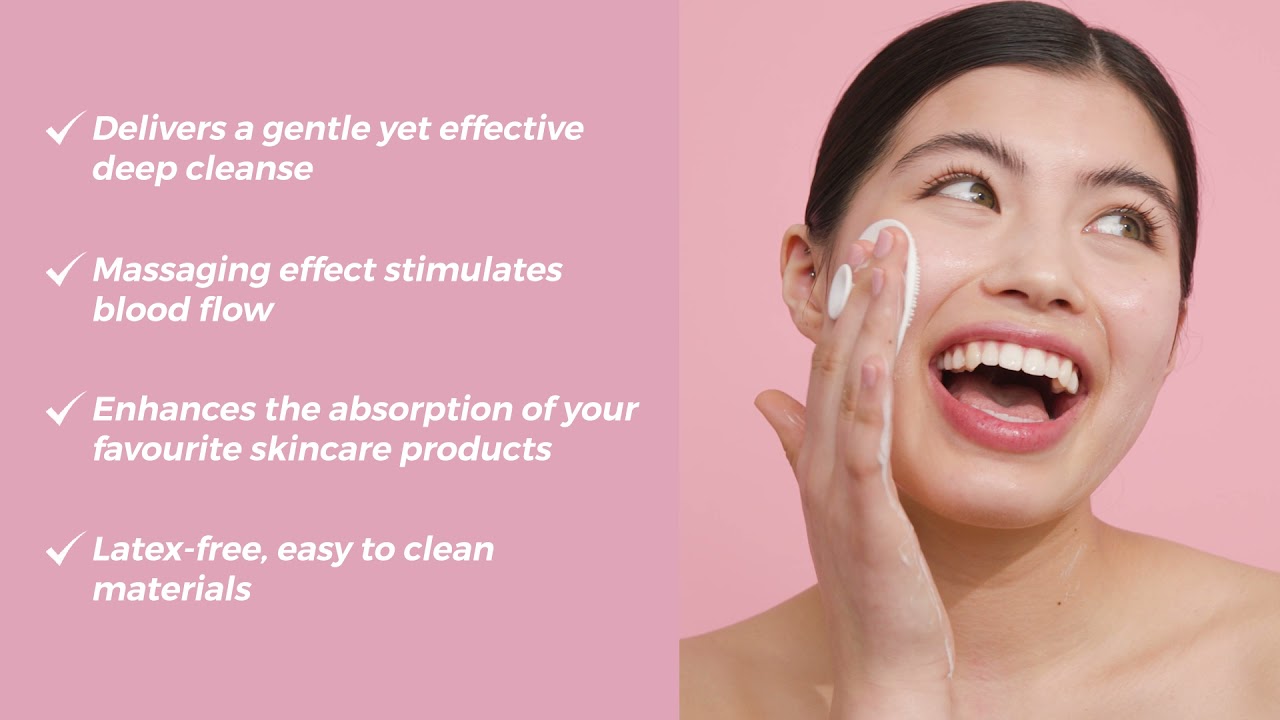 Delivers a gentle yet effective
deep cleanse
Massaging effect stimulates
blood flow
Enhances the absorption of your
favourite skincare products
Latex-free, easy to clean
materials